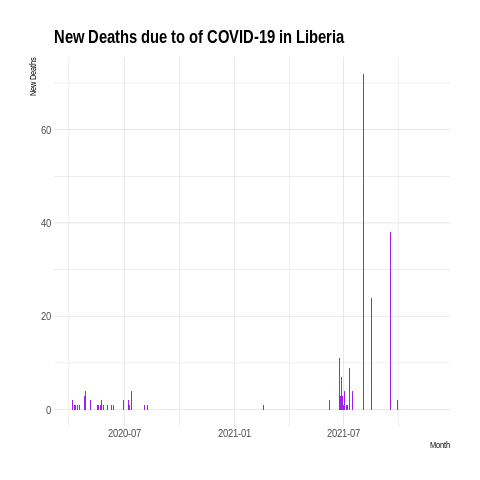 New Deaths due to of COVID-19 in Liberia
New Deaths
60
40
20
0
2020-07
2021-01
2021-07
Month